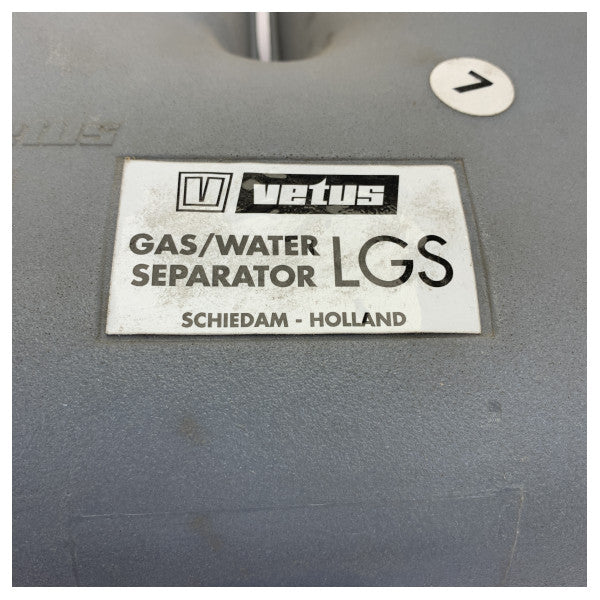 7
V vetus
GAS/WATER
SEPARATOR LGS
SCHIEDAM - HOLLAND